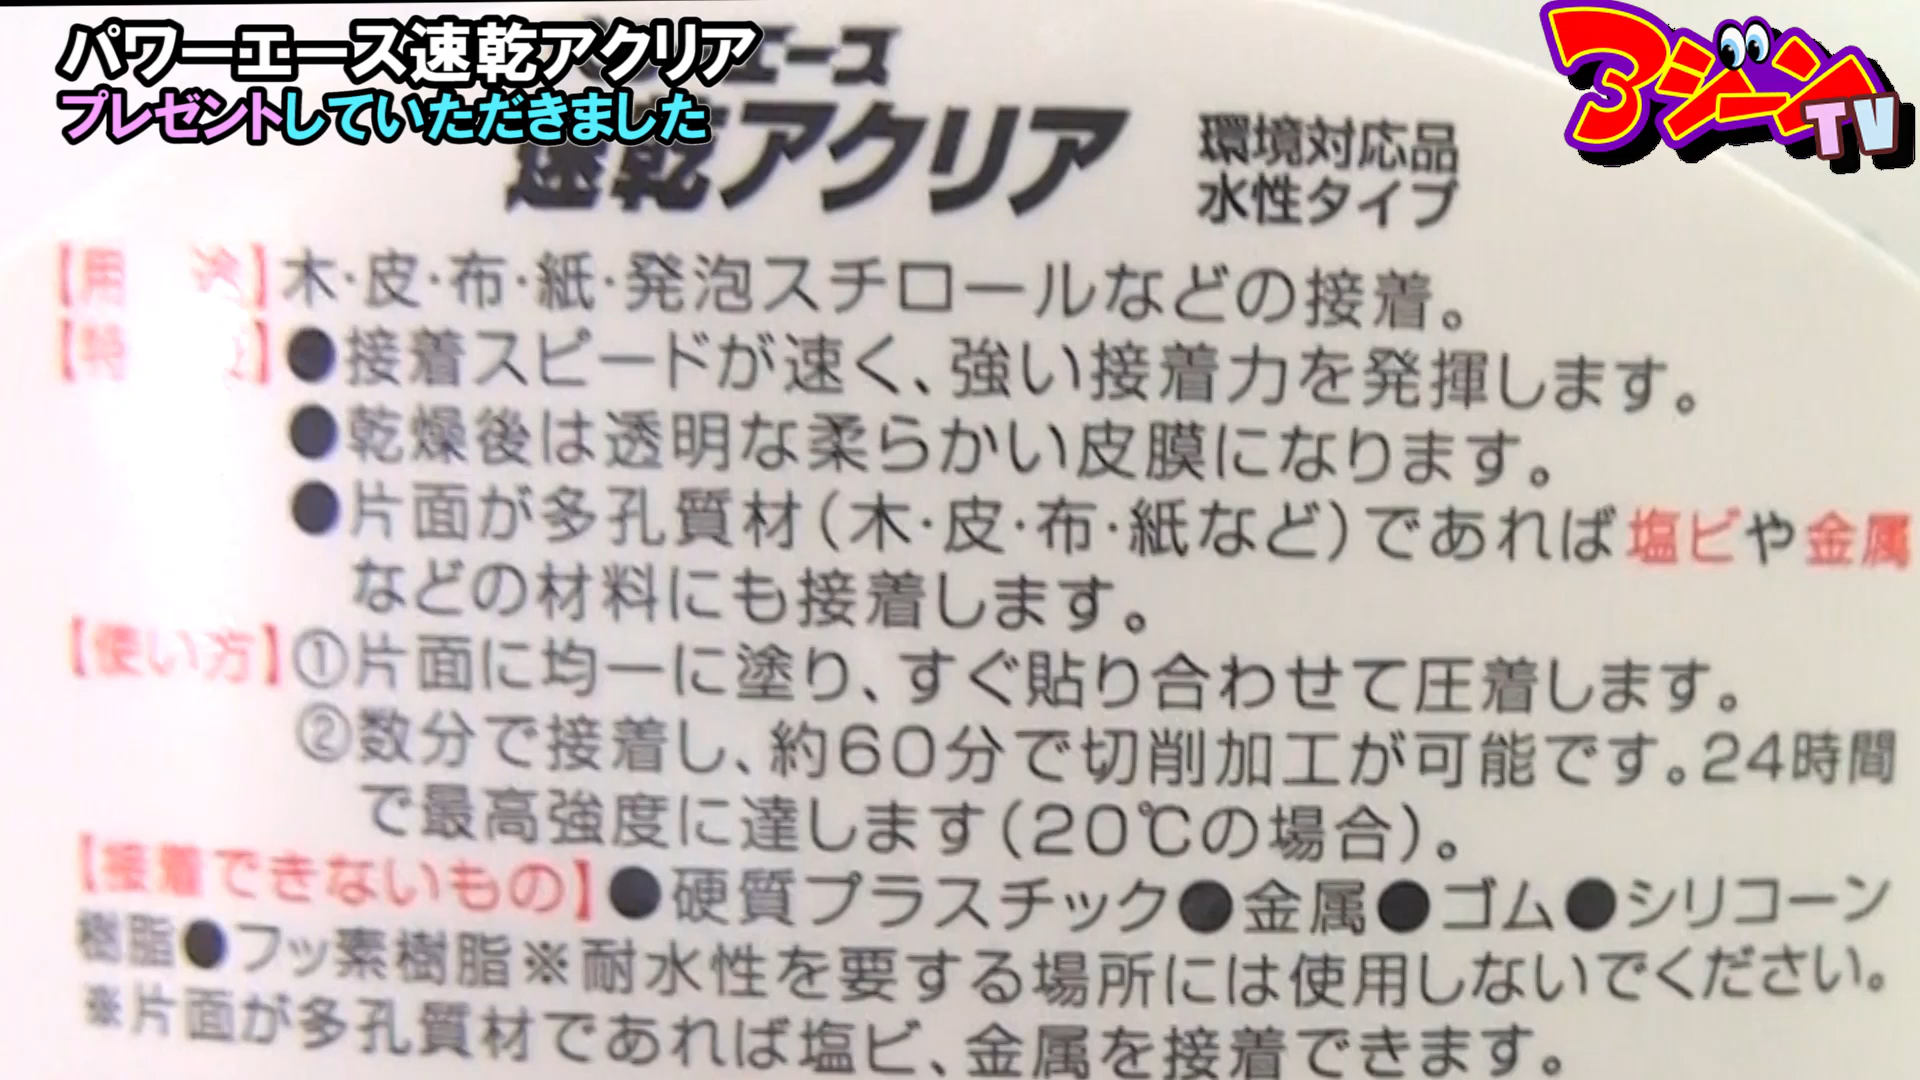 パワーエース速乾アクリア
プレゼントしていただきました
アジーンTV
エース
速乾アクリア
環境対応品
水性タイプ
【用 途】木・皮・布・紙・発泡スチロールなどの接着。
【特 】●接着スピードが速く、強い接着力を発揮します。
●乾燥後は透明な柔らかい皮膜になります。
●片面が多孔質材(木・皮・布・紙など)であれば塩ビや金属
などの材料にも接着します。
【使い方】①片面に均一に塗り、すぐ貼り合わせて圧着します。
②数分で接着し、約60分で切削加工が可能です。24時間
で最高強度に達します(20℃の場合)。
【接着できないもの】●硬質プラスチック●金属●ゴム●シリコーン
樹脂●フッ素樹脂※耐水性を要する場所には使用しないでください。
※片面が多孔質材であれば塩ビ、金属を接着できます。